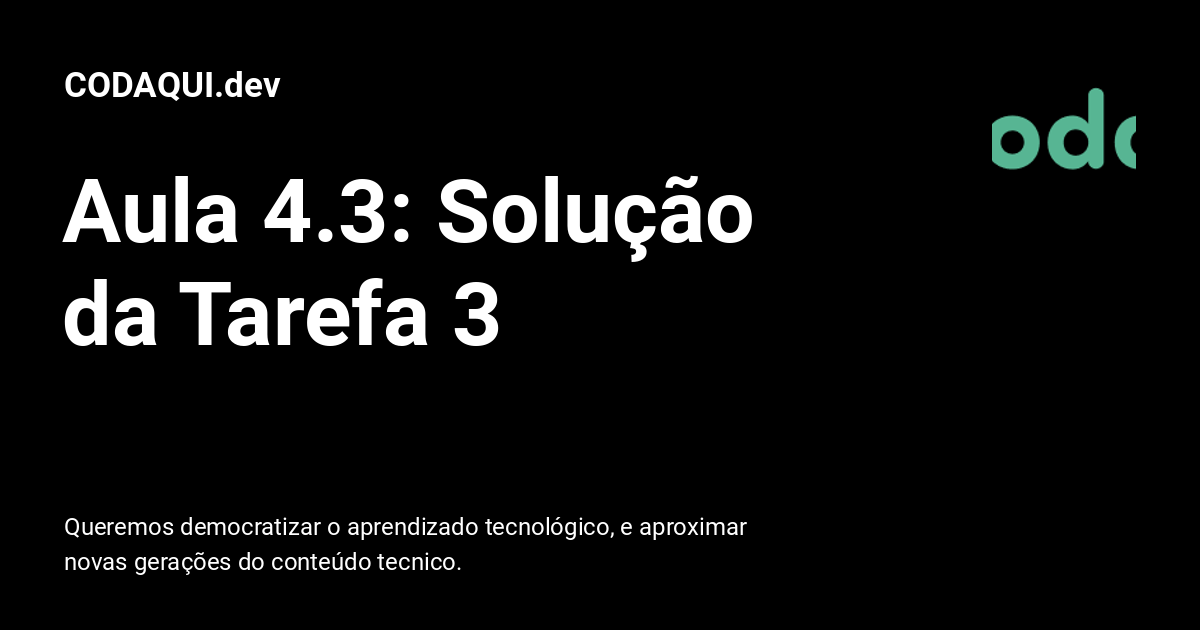 CODAQUI.dev
Aula 4.3: Solução
da Tarefa 3
Queremos democratizar o aprendizado tecnológico, e aproximar
novas gerações do conteúdo tecnico.